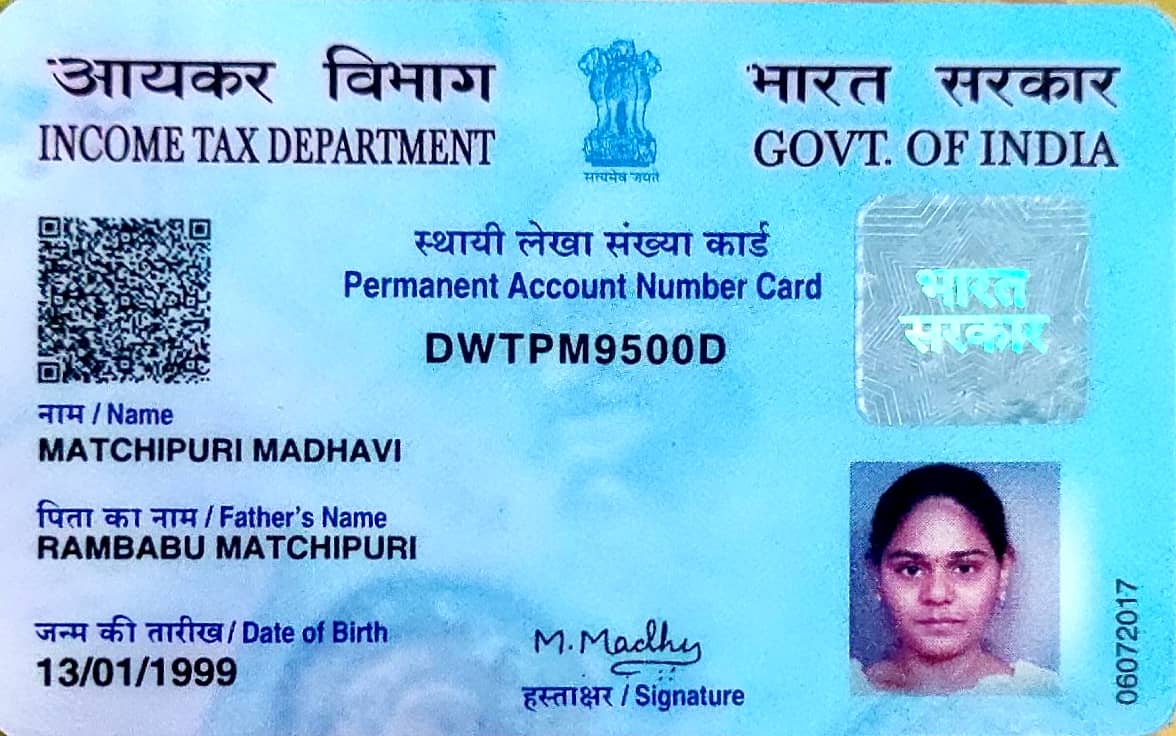 आयकर विभाग
INCOME TAX DEPARTMENT
सत्यमेव जयते
भारत सरकार
GOVT. OF INDIA
स्थायी लेखा संख्या कार्ड
Permanent Account Number Card
DWTPM9500D
भारत
सरकार
नाम / Name
MATCHIPURI MADHAVI
पिता का नाम / Father's Name
RAMBABU MATCHIPURI
जन्म की तारीख / Date of Birth
13/01/1999
M. Madhy
हस्ताक्षर / Signature
06072017